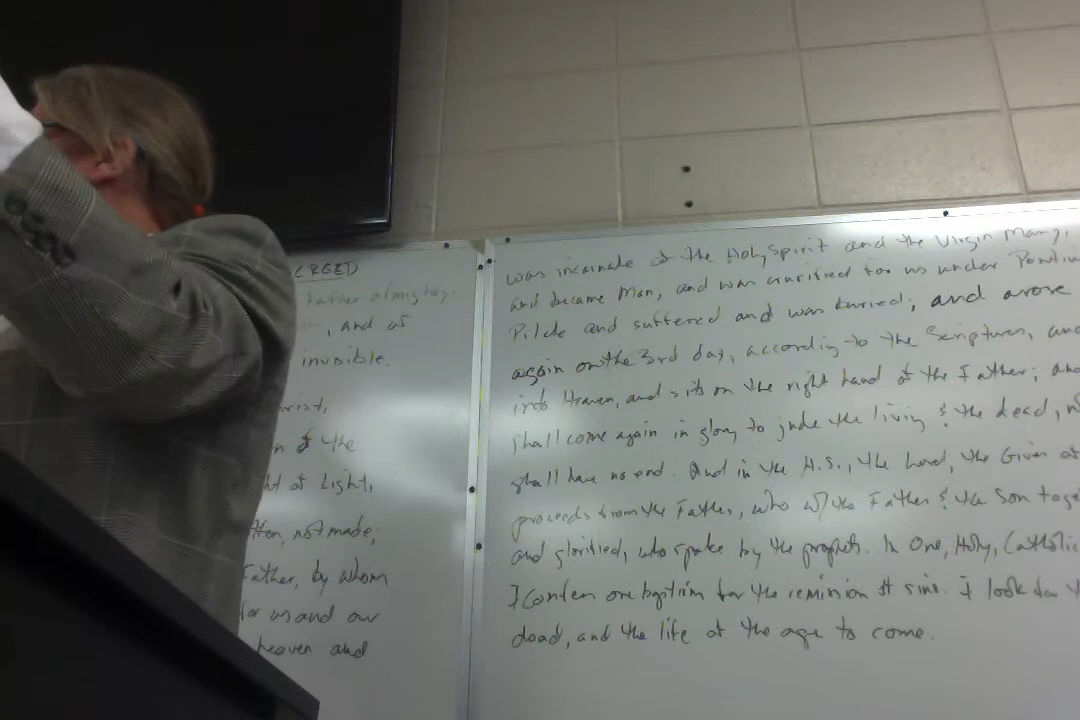 CREED
Father almighty,
, and of
invisible.
hrist,
n of the
ht of Light,
tten, not made;
Father, by whom
for us and our
heaven and
was incarnate of the Holy Spirit and the Virgin Mary,
and became Man, and was crucified for us under Pontiu
Pilate and suffered and was buried; and arose
again on the 3rd day, according to the Scriptures, and
into Heaven, and sits on the right hand of the Father; and
shall come again in glory to jude the living & the dead,
shall have no end. And in the H.S., the Lord, the Giver of
proceeds from the Father, who w/ the Father & the Son toge
and glorified, who spake by the prophets. In One, Holy, Catholic
I confess one baptism for the remission of sins. I look for
dead, and the life of the age to come.